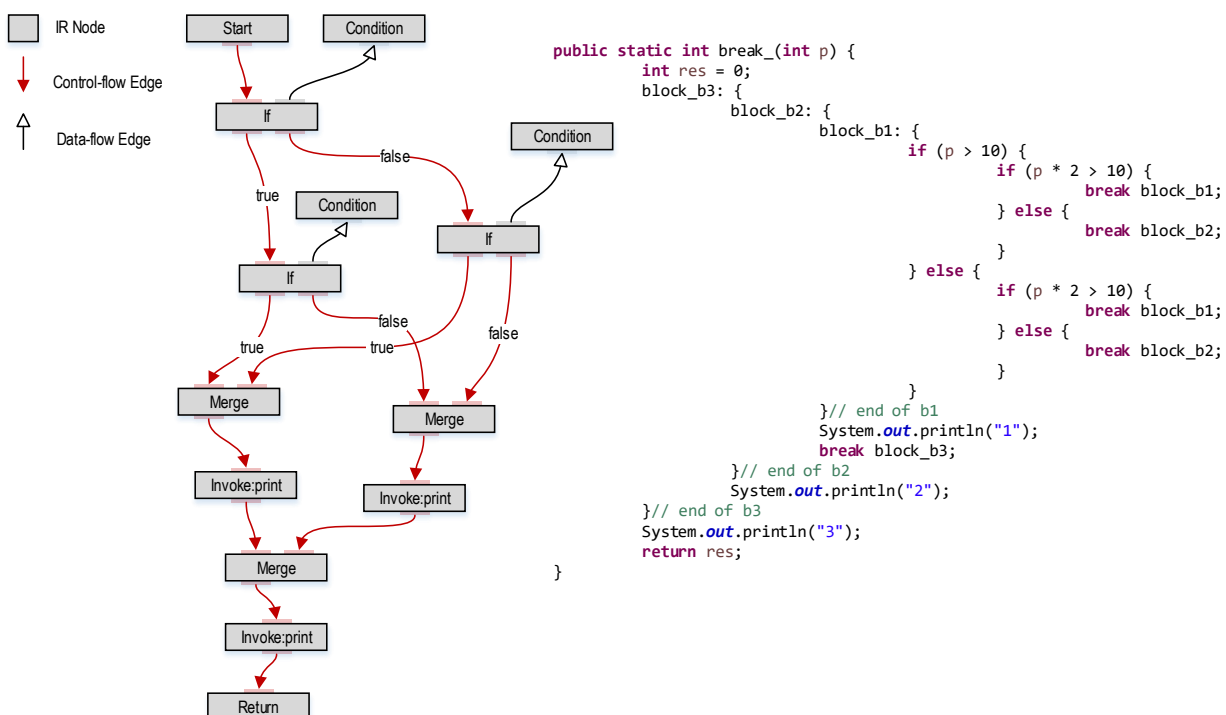 IR Node
Control-flow Edge
Data-flow Edge
Start
Condition
If
Condition
false
true
Condition
If
If
false
false
true
true
Merge
Merge
Invoke:print
Invoke:print
Merge
Invoke:print
Return
public static int break_(int p) {
int res = 0;
block_b3: {
block_b2: {
block_b1: {
if (p > 10) {
if (p * 2 > 10) {
break block_b1;
} else {
break block_b2;
}
} else {
if (p * 2 > 10) {
break block_b1;
} else {
break block_b2;
}
}
}// end of b1
System.out.println("1");
break block_b3;
}// end of b2
System.out.println("2");
}// end of b3
System.out.println("3");
return res;
}